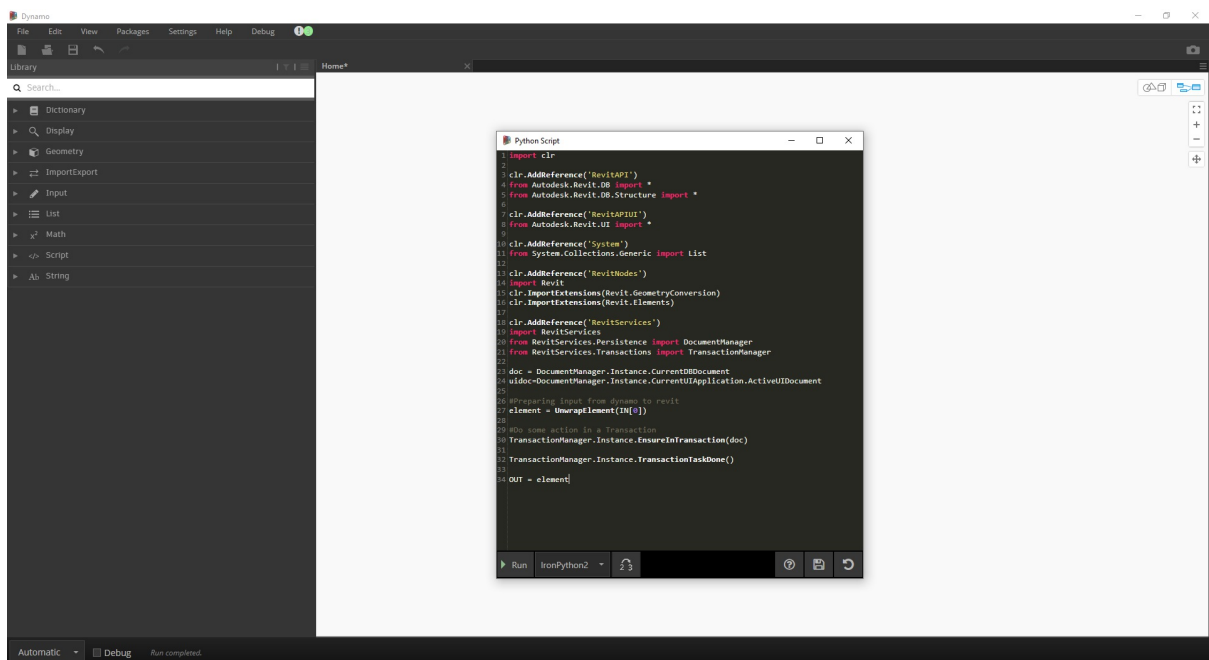 Dynamo
File Edit View Packages Settings Help Debug
Library
Home*
Search...
Dictionary
Display
Geometry
ImportExport
Input
List
Math
Script
String
Python Script
1 import clr
2
3 clr.AddReference('RevitAPI')
4 from Autodesk.Revit.DB import *
5 from Autodesk.Revit.DB.Structure import *
6
7 clr.AddReference('RevitAPIUI')
8 from Autodesk.Revit.UI import *
9
10 clr.AddReference('System')
11 from System.Collections.Generic import List
12
13 clr.AddReference('RevitNodes')
14 import Revit
15 clr.ImportExtensions(Revit.GeometryConversion)
16 clr.ImportExtensions(Revit.Elements)
17
18 clr.AddReference('RevitServices')
19 import RevitServices
20 from RevitServices.Persistence import DocumentManager
21 from RevitServices.Transactions import TransactionManager
22
23 doc = DocumentManager.Instance.CurrentDBDocument
24 uidoc=DocumentManager.Instance.CurrentUIApplication.ActiveUIDocument
25
26 #Preparing input from dynamo to revit
27 element = UnwrapElement(IN[0])
28
29 #Do some action in a Transaction
30 TransactionManager.Instance.EnsureInTransaction(doc)
31
32 TransactionManager.Instance.TransactionTaskDone()
33
34 OUT = element
Run IronPython2 2 3
Automatic Debug Run completed.